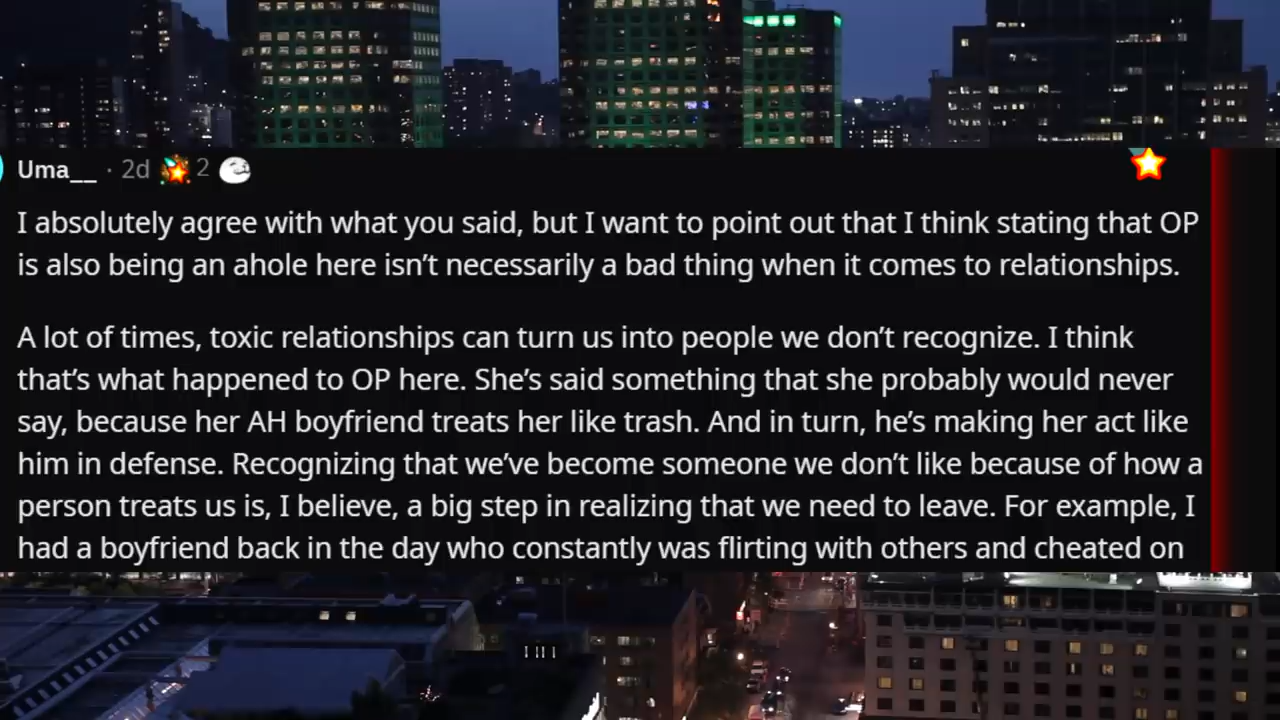 Uma__ · 2d 2
I absolutely agree with what you said, but I want to point out that I think stating that OP
is also being an ahole here isn’t necessarily a bad thing when it comes to relationships.
A lot of times, toxic relationships can turn us into people we don’t recognize. I think
that’s what happened to OP here. She’s said something that she probably would never
say, because her AH boyfriend treats her like trash. And in turn, he’s making her act like
him in defense. Recognizing that we’ve become someone we don’t like because of how a
person treats us is, I believe, a big step in realizing that we need to leave. For example, I
had a boyfriend back in the day who constantly was flirting with others and cheated on